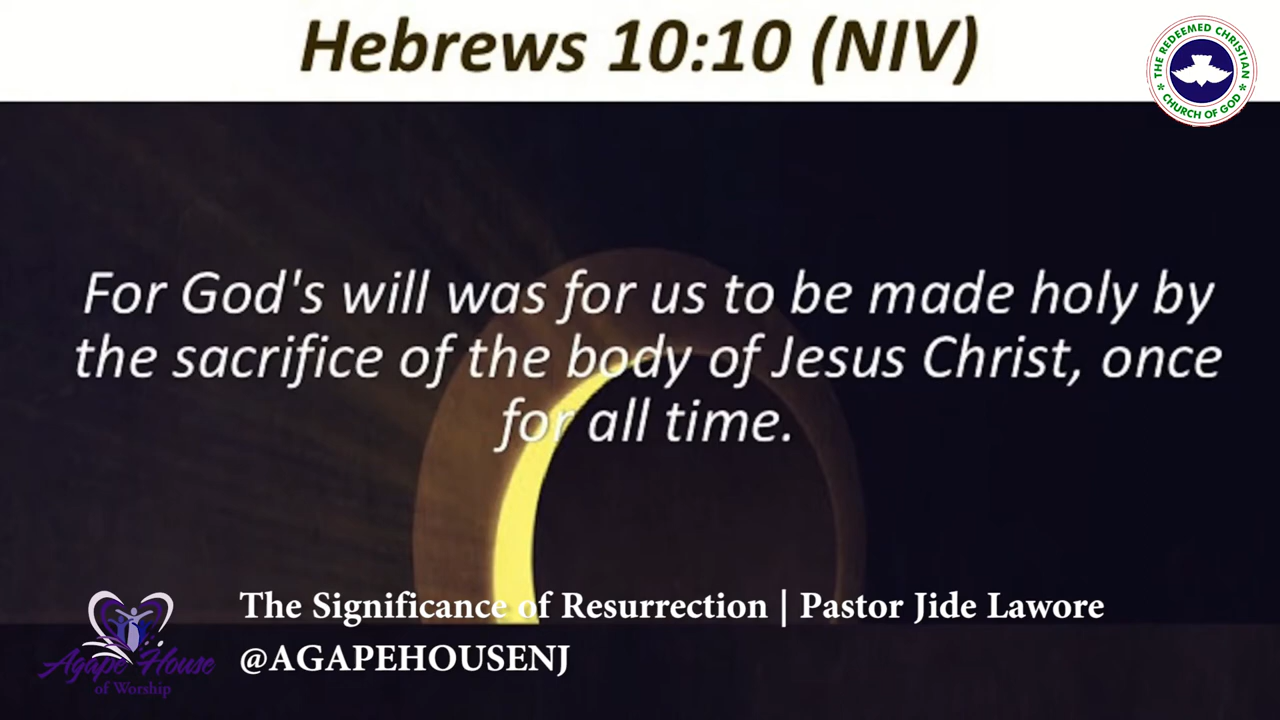 Hebrews 10:10 (NIV)
THE REDEEMED CHRISTIAN
CHURCH OF GOD
For God's will was for us to be made holy by
the sacrifice of the body of Jesus Christ, once
for all time.
The Significance of Resurrection | Pastor Jide Lawore
@AGAPEHOUSENJ
Agape House
of Worship